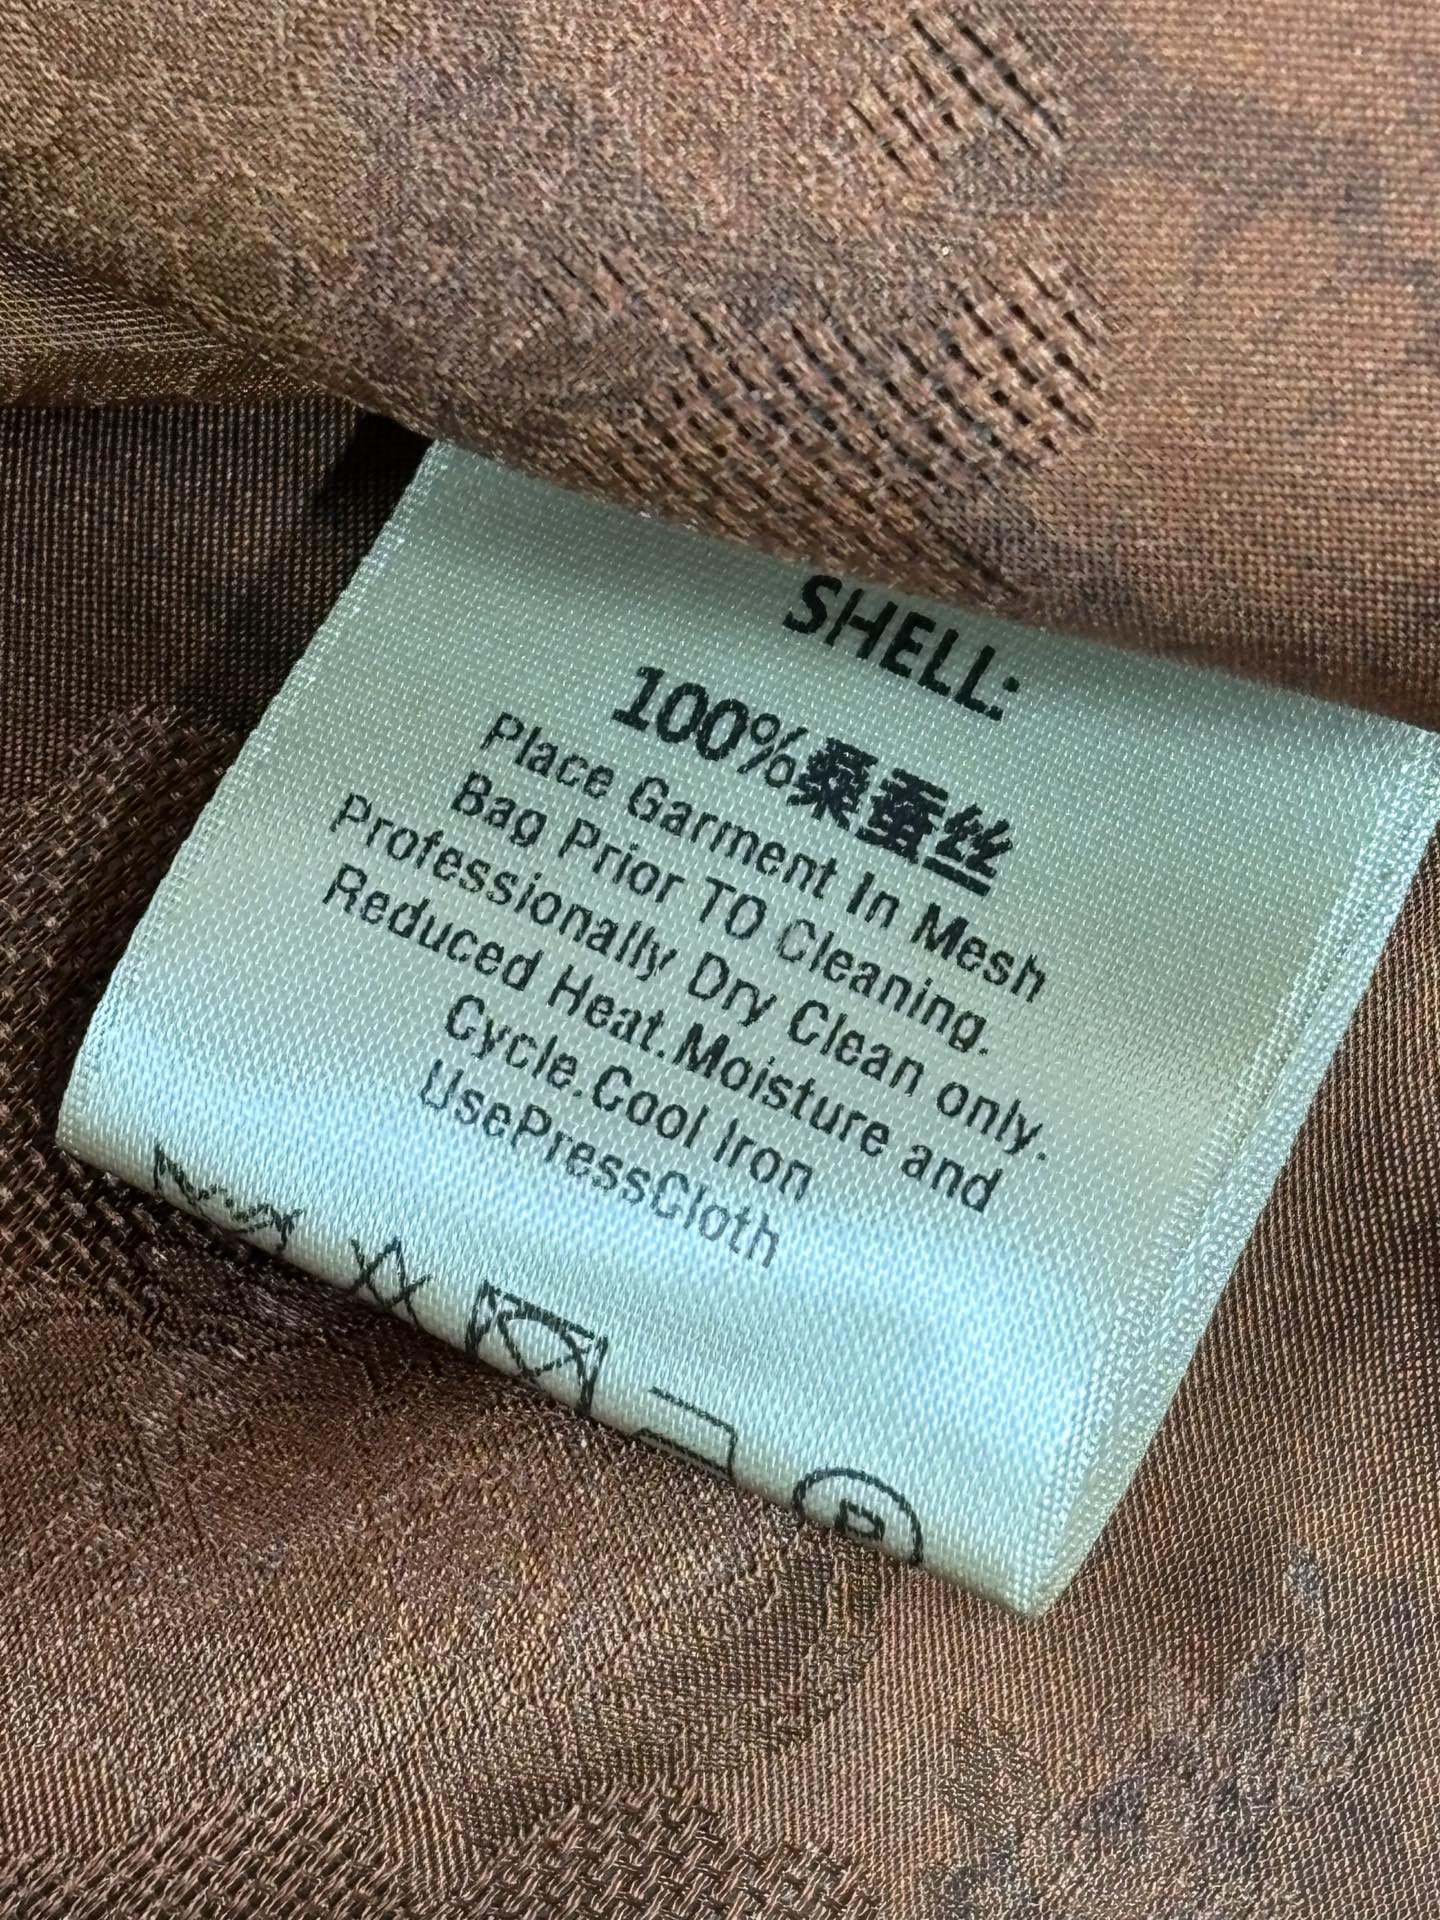 SHELL:
100%桑蚕丝
Place Garment In Mesh
Bag Prior TO Cleaning.
Professionally Dry Clean only.
Reduced Heat.Moisture and
Cycle.Cool Iron
UsePressCloth
P